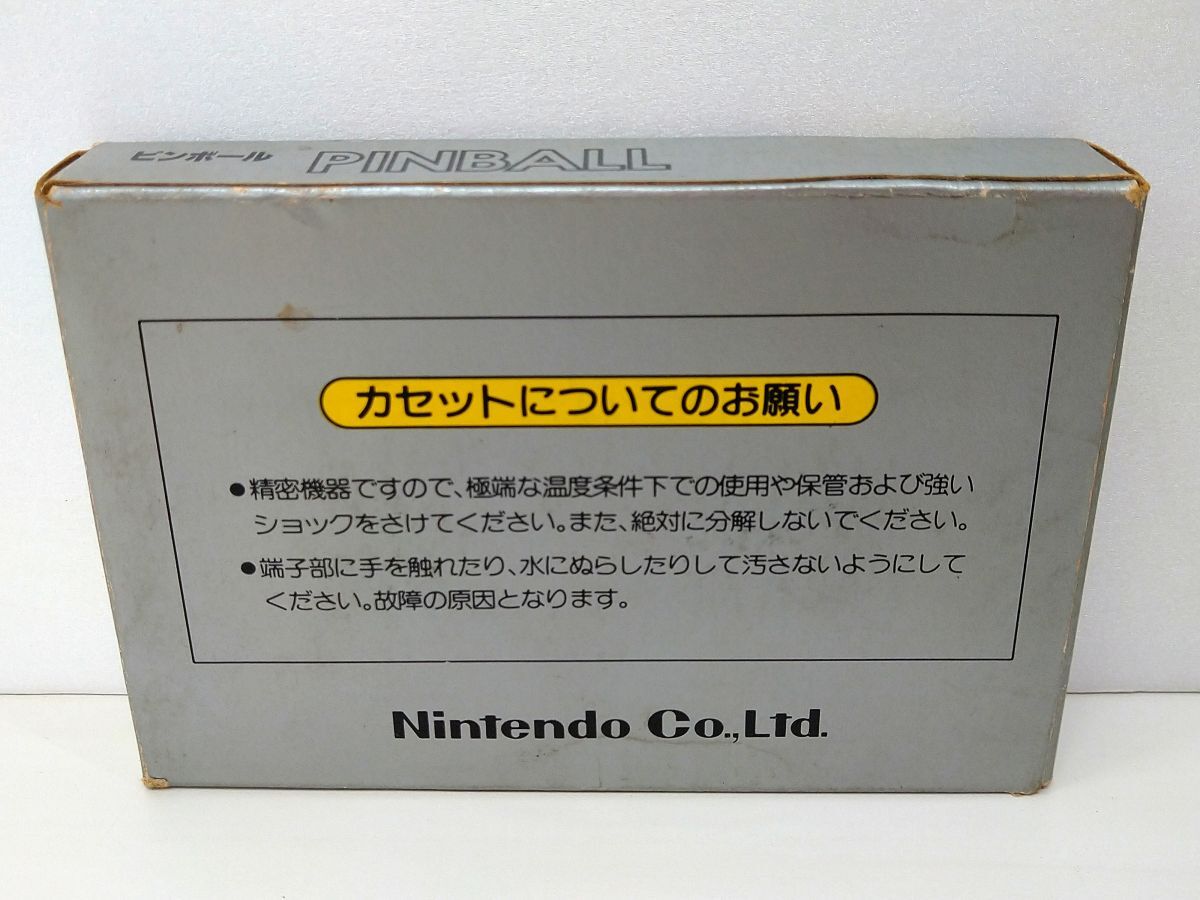 ピンボール PINBALL
カセットについてのお願い
●精密機器ですので、極端な温度条件下での使用や保管および強い
ショックをさけてください。また、絶対に分解しないでください。
●端子部に手を触れたり、水にぬらしたりして汚さないようにして
ください。故障の原因となります。
Nintendo Co.,Ltd.